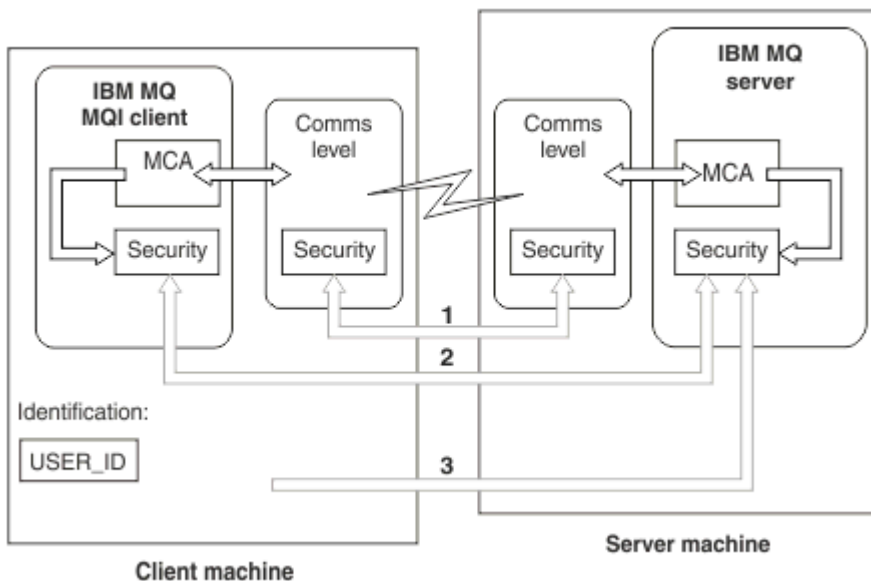 IBM MQ
MQI client
MCA
Security
Comms
level
Security
Comms
level
Security
IBM MQ
server
MCA
Security
1
2
3
Identification:
USER_ID
Client machine
Server machine